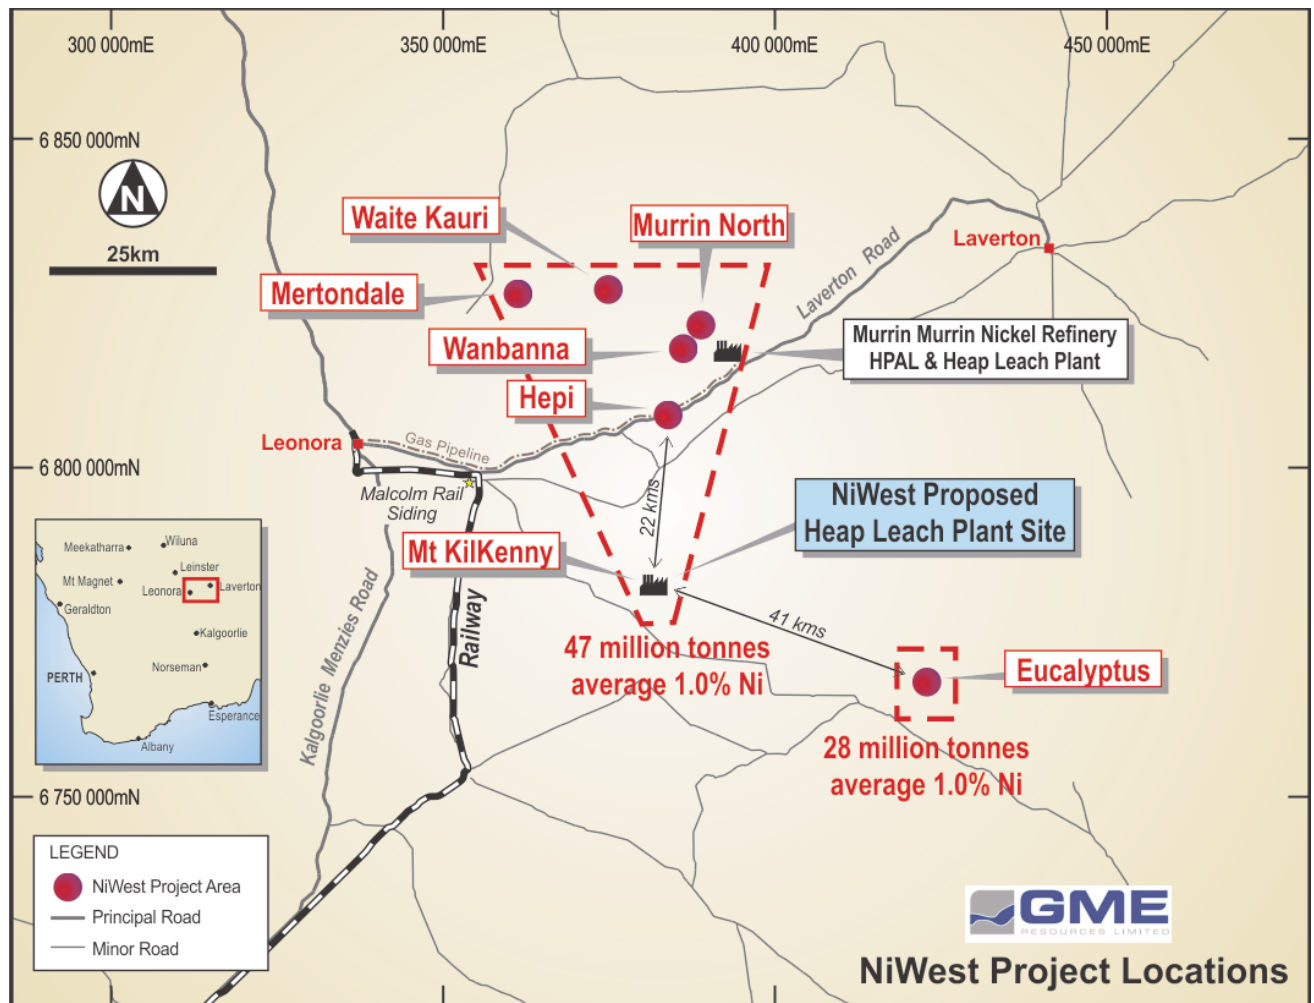 300 000mE
350 000mE
400 000mE
450 000mE
6 850 000mN
N
25km
Waite Kauri
Murrin North
Laverton
Laverton Road
Mertondale
Wanbanna
Murrin Murrin Nickel Refinery
HPAL & Heap Leach Plant
Hepi
Leonora
Gas Pipeline
6 800 000mN
Malcolm Rail
Siding
22 kms
NiWest Proposed
Heap Leach Plant Site
Mt KilKenny
Kalgoorlie Menzies Road
Railway
41 kms
47 million tonnes
average 1.0% Ni
Eucalyptus
28 million tonnes
average 1.0% Ni
Meekatharra
Wiluna
Leinster
Mt Magnet
Leonora
Laverton
Geraldton
Kalgoorlie
Norseman
PERTH
Esperance
Albany
6 750 000mN
LEGEND
NiWest Project Area
Principal Road
Minor Road
GME
RESOURCES LIMITED
NiWest Project Locations